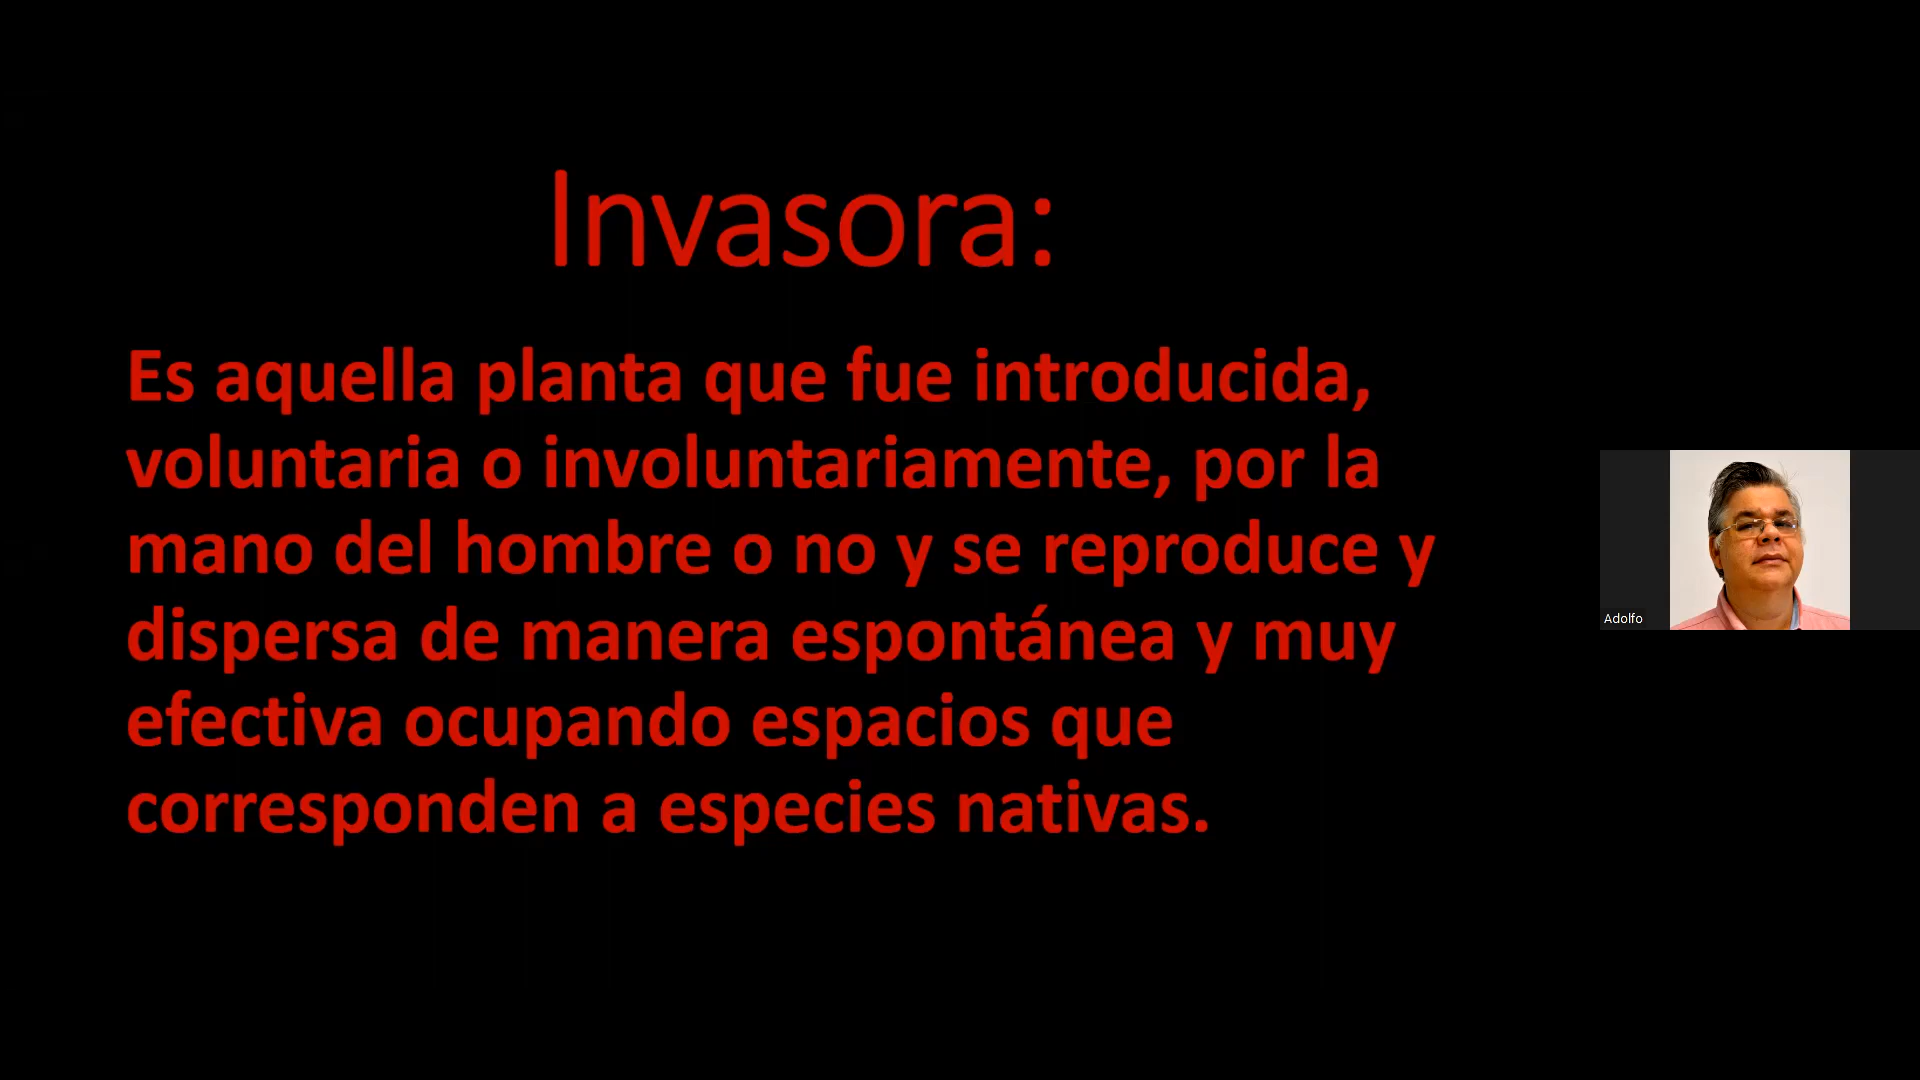 Invasora:
Es aquella planta que fue introducida,
voluntaria o involuntariamente, por la
mano del hombre o no y se reproduce y
dispersa de manera espontánea y muy
efectiva ocupando espacios que
corresponden a especies nativas.
Adolfo